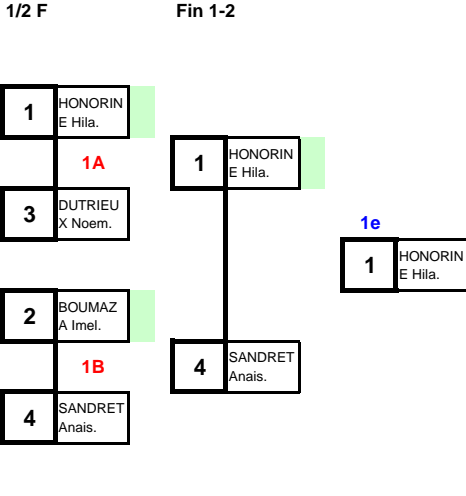 1/2 F
Fin 1-2
1
HONORIN
E Hila.
1A
3
DUTRIEU
X Noem.
2
BOUMAZ
A Imel.
1B
4
SANDRET
Anais.
1
HONORIN
E Hila.
4
SANDRET
Anais.
1e
1
HONORIN
E Hila.